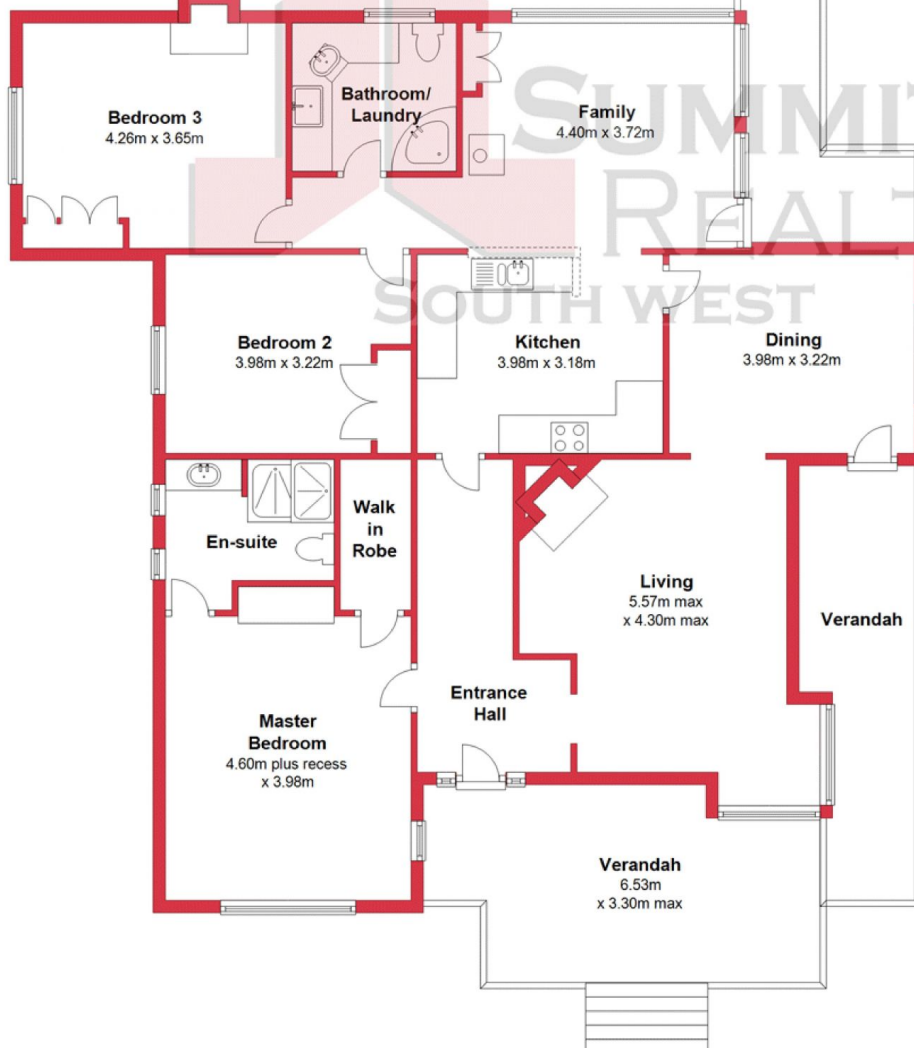 Bedroom 3
4.26m x 3.65m
Bathroom/
Laundry
Family
4.40m x 3.72m
SUMMI
REALT
SOUTH WEST
Bedroom 2
3.98m x 3.22m
Kitchen
3.98m x 3.18m
Dining
3.98m x 3.22m
En-suite
Walk
in
Robe
Living
5.57m max
x 4.30m max
Verandah
Entrance
Hall
Master
Bedroom
4.60m plus recess
x 3.98m
Verandah
6.53m
x 3.30m max